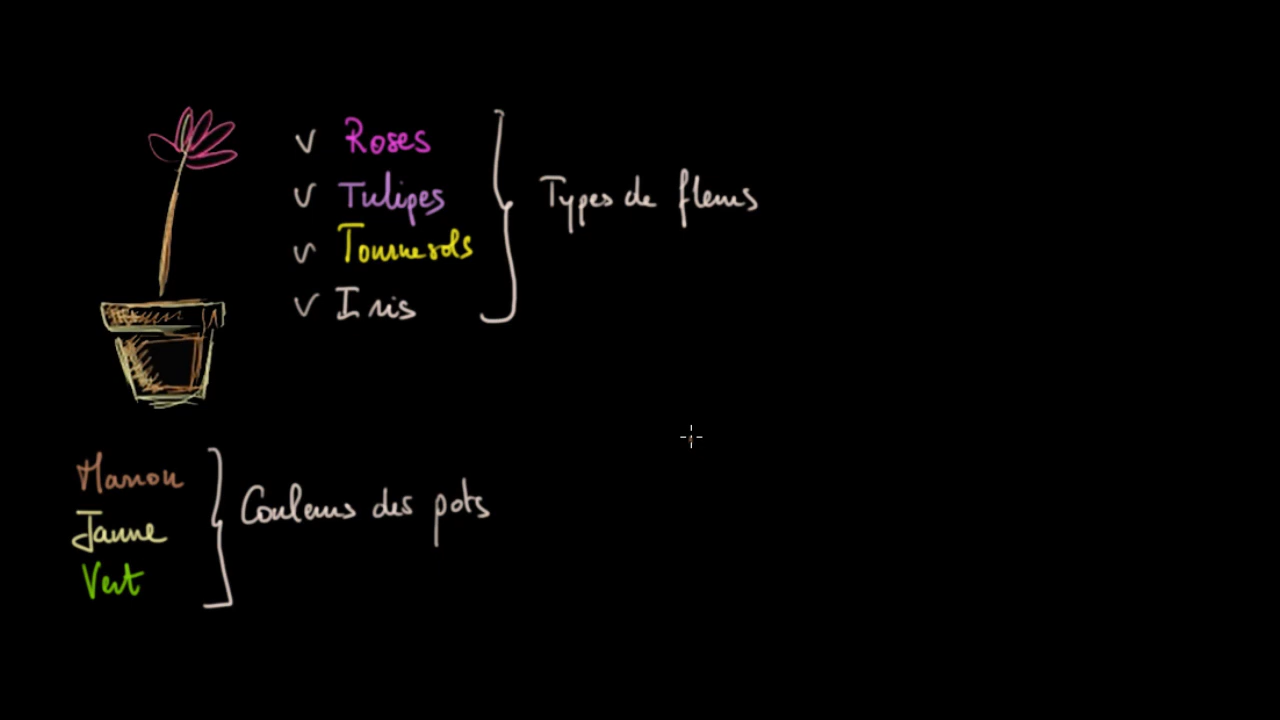 Roses
Tulipes
Tournesols
Iris
Types de fleurs
Marron
Jaune
Vert
Couleurs des pots